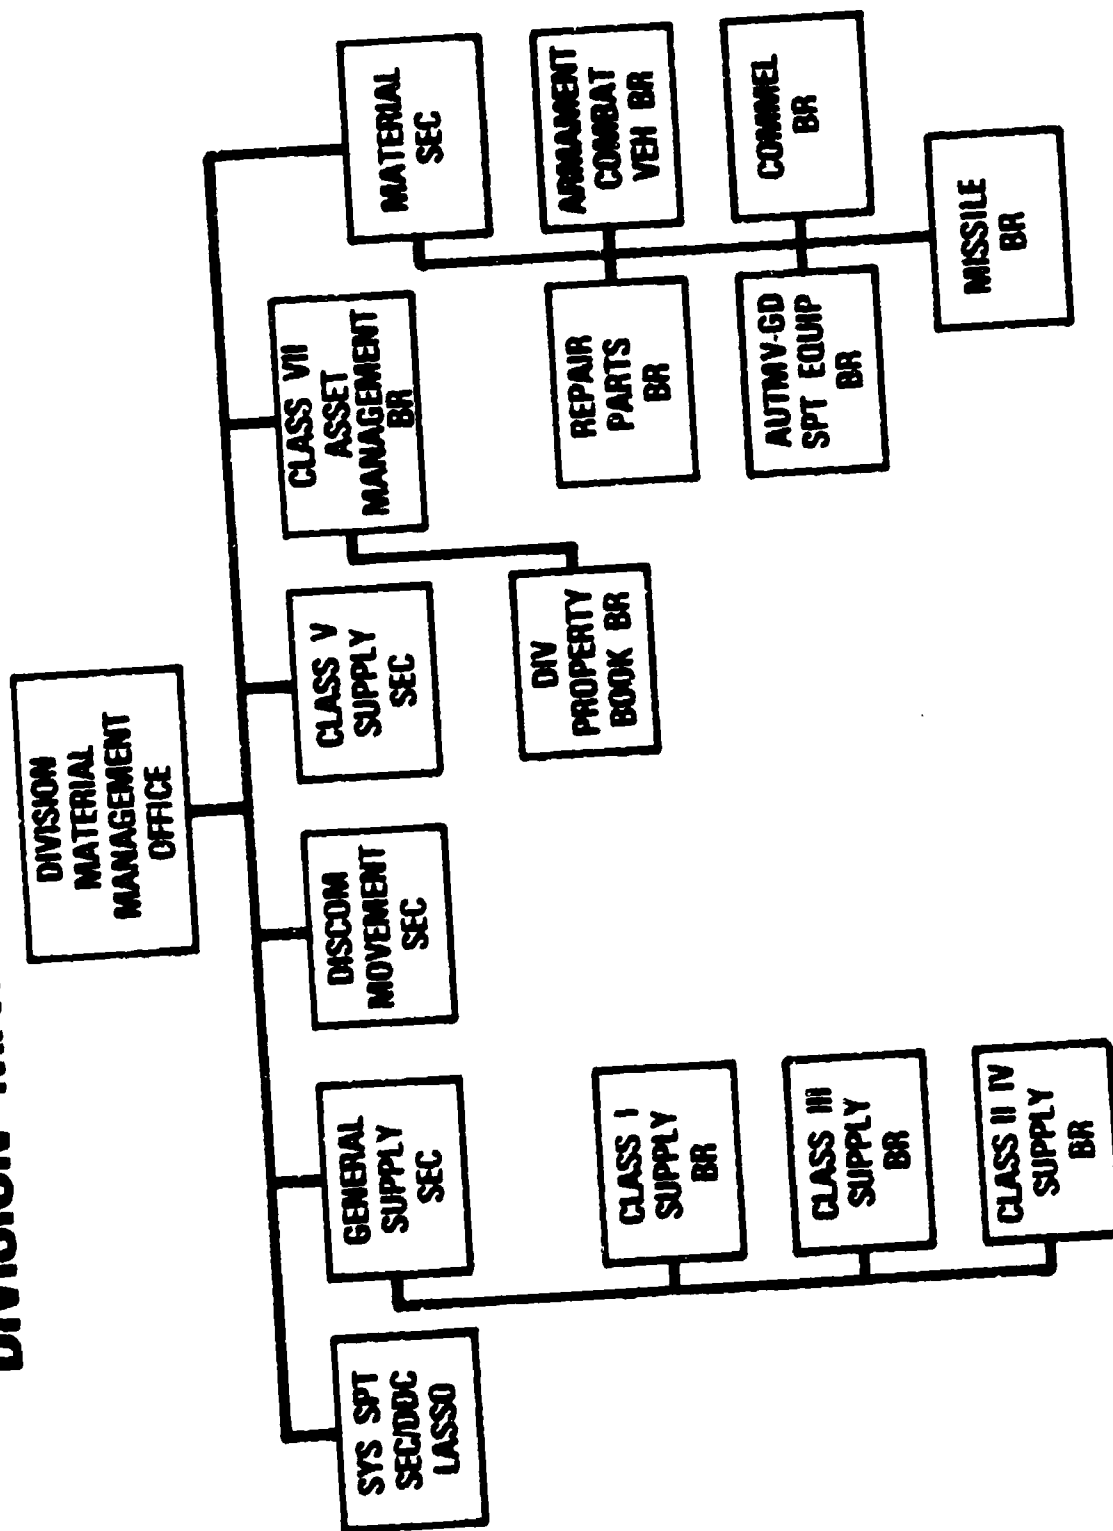 DIVISION
DIVISION
MATERIAL
MANAGEMENT
OFFICE
SYS SPT
SEC/DDC
LASSO
GENERAL
SUPPLY
SEC
DISCOM
MOVEMENT
SEC
CLASS V
SUPPLY
SEC
CLASS VII
ASSET
MANAGEMENT
BR
MATERIAL
SEC
CLASS I
SUPPLY
BR
CLASS III
SUPPLY
BR
CLASS II IV
SUPPLY
BR
DIV
PROPERTY
BOOK BR
REPAIR
PARTS
BR
ARMAMENT
COMBAT
VEH BR
AUTMV-GD
SPT EQUIP
BR
COMMEL
BR
MISSILE
BR